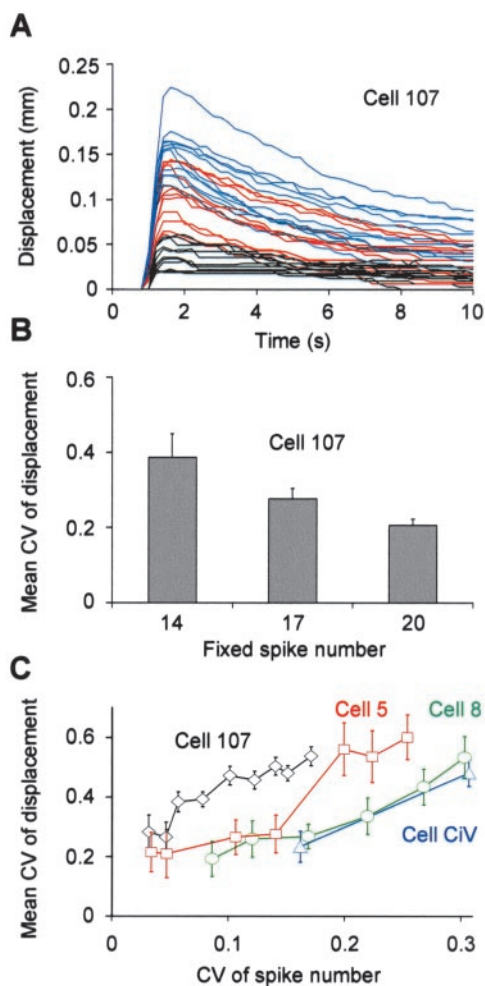 A
Displacement (mm)
0.25
0.2
0.15
0.1
0.05
0
Cell 107
0 2 4 6 8 10
Time (s)
B
Mean CV of displacement
0.6
0.4
0.2
0
Cell 107
14 17 20
Fixed spike number
C
Mean CV of displacement
0.6
0.4
0.2
0
Cell 107
Cell 5
Cell 8
Cell CiV
0 0.1 0.2 0.3
CV of spike number